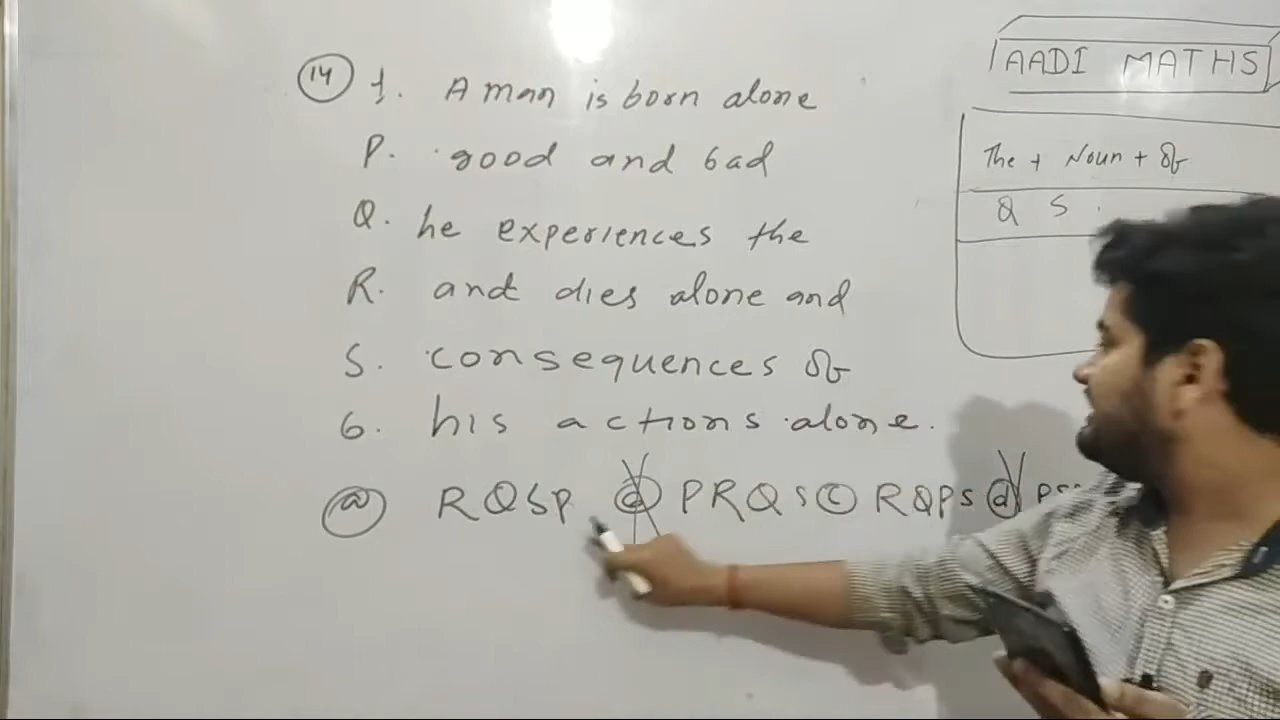 AADI MATHS
14 1. A man is born alone
P. good and bad
Q. he experiences the
R. and dies alone and
S. consequences of
6. his actions alone.
a RQSP PRQS c RQPS d
The + Noun + of
Q S